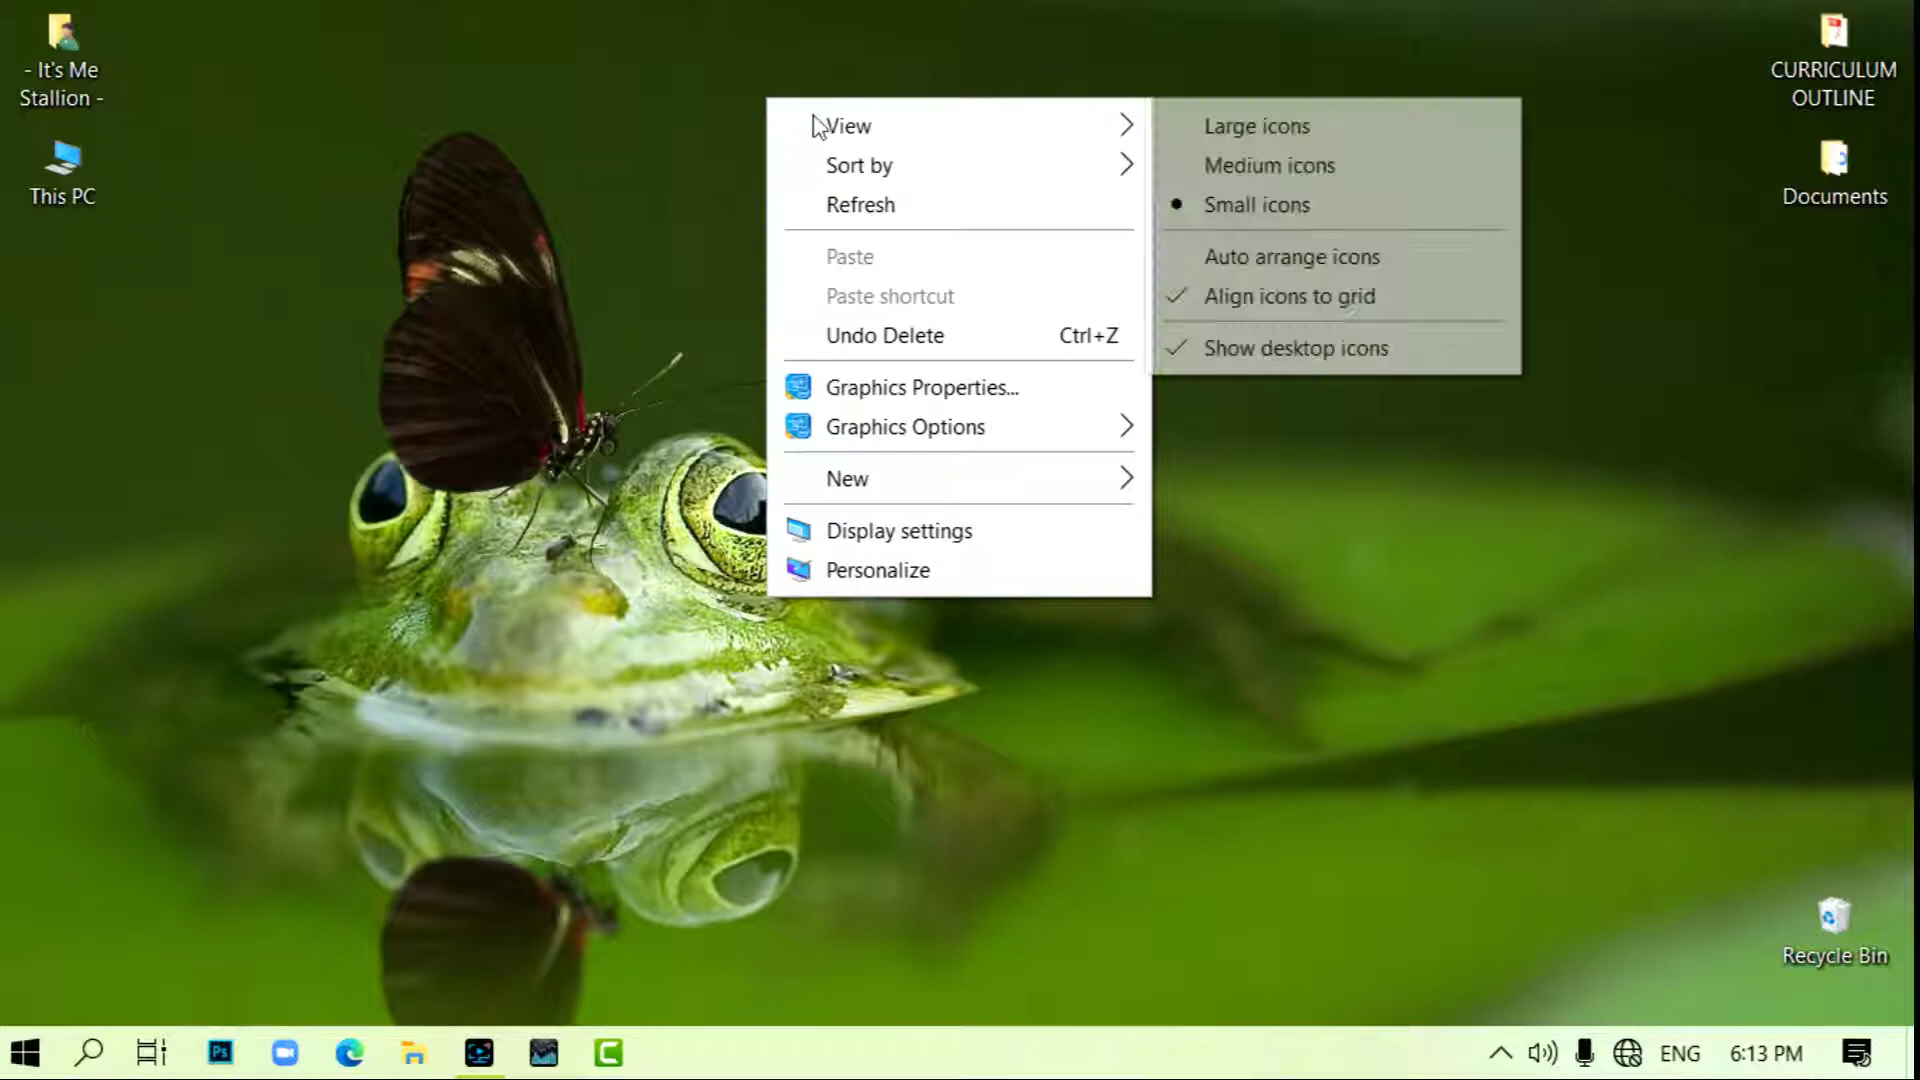 - It's Me
Stallion -
This PC
View
Sort by
Refresh
Paste
Paste shortcut
Undo Delete Ctrl+Z
Graphics Properties...
Graphics Options
New
Display settings
Personalize
Large icons
Medium icons
Small icons
Auto arrange icons
Align icons to grid
Show desktop icons
CURRICULUM
OUTLINE
Documents
Recycle Bin
Ps
ENG
6:13 PM